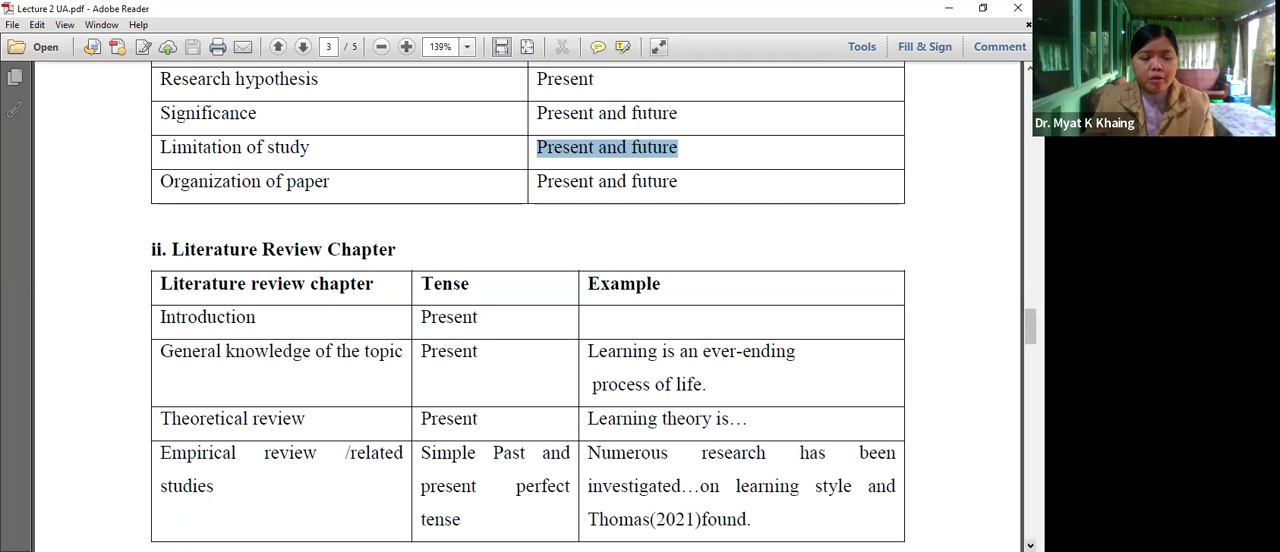 Lecture 2 UA.pdf - Adobe Reader
File Edit View Window Help
Open 3 / 5 139% Tools Fill & Sign Comment
Dr. Myat K Khaing
Research hypothesis Present
Significance Present and future
Limitation of study Present and future
Organization of paper Present and future
ii. Literature Review Chapter
Literature review chapter Tense Example
Introduction Present
General knowledge of the topic Present Learning is an ever-ending
process of life.
Theoretical review Present Learning theory is…
Empirical review /related Simple Past and Numerous research has been
studies present perfect investigated…on learning style and
tense Thomas(2021)found.